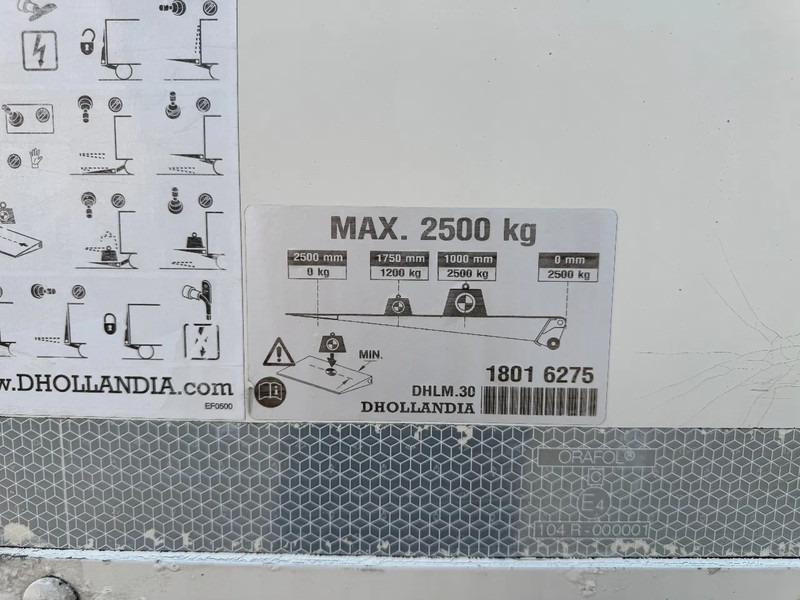 MAX. 2500 kg
2500 mm 1750 mm 1000 mm 0 mm
0 kg 1200 kg 2500 kg 2500 kg
MIN.
1801 6275
DHLM.30
DHOLLANDIA
w.DHOLLANDIA.com
EF0500
ORAFOL®
C
E4
104 R-000001